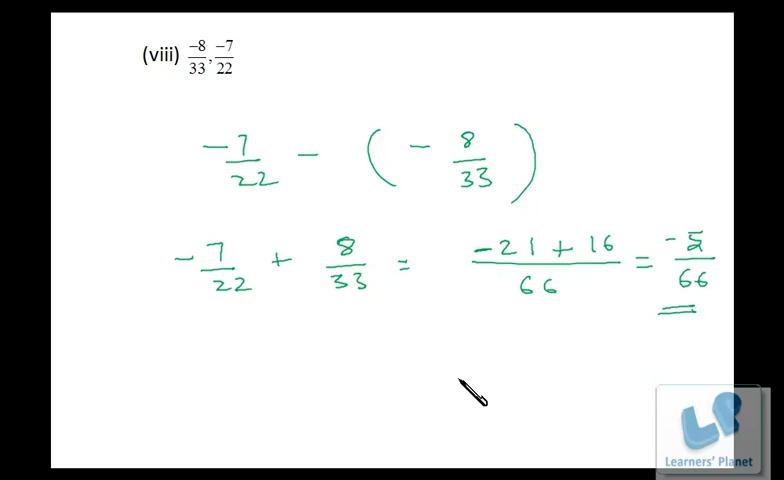 (viii) -8/33, -7/22
-7/22 - (- 8/33)
-7/22 + 8/33 = -21 + 16/66 = -5/66
LP
Learners' Planet